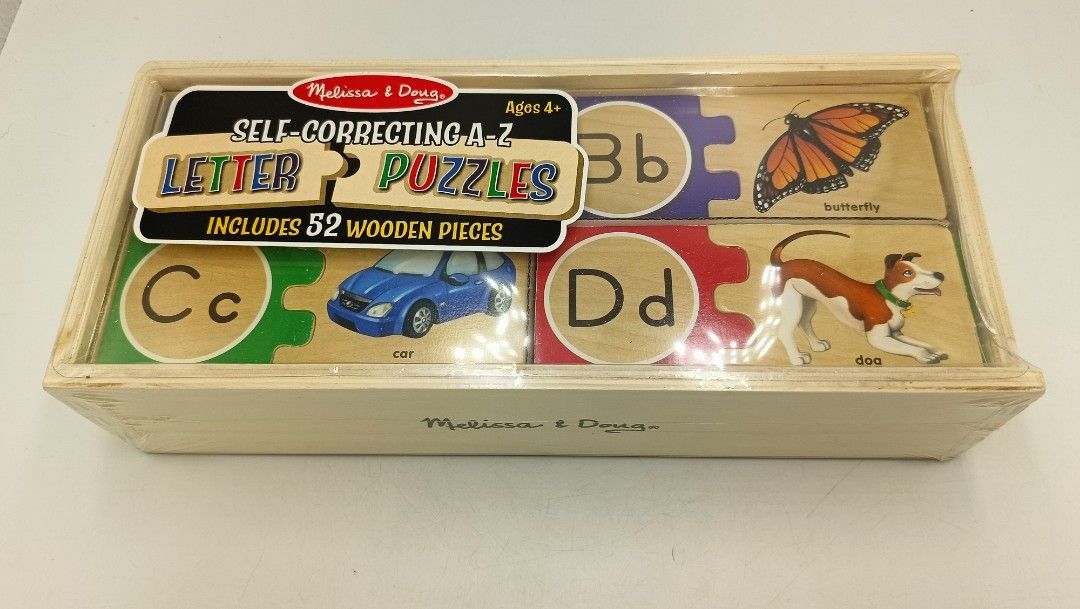 Melissa & Doug®
Ages 4+
SELF-CORRECTING A-Z
LETTER PUZZLES
INCLUDES 52 WOODEN PIECES
Bb
butterfly
Cc
car
Dd
dog
Melissa & Doug®